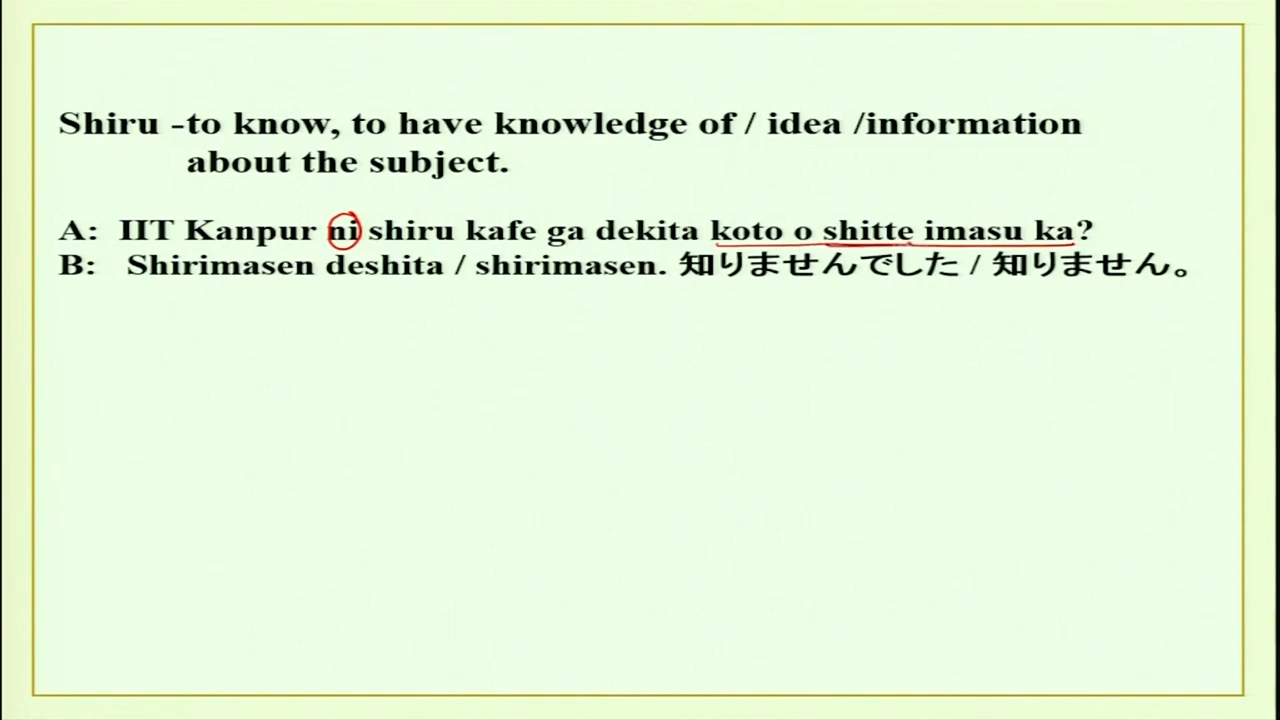 Shiru -to know, to have knowledge of / idea /information
about the subject.
A: IIT Kanpur ni shiru kafe ga dekita koto o shitte imasu ka?
B: Shirimasen deshita / shirimasen. 知りませんでした / 知りません。